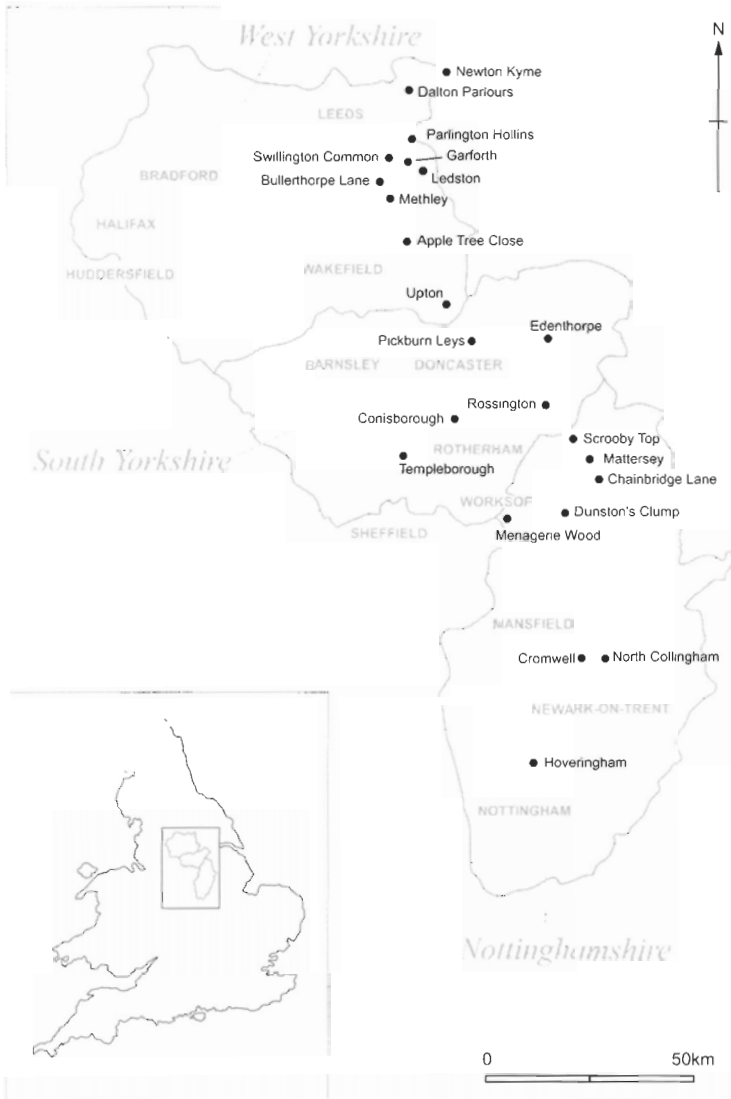 West Yorkshire
N
Newton Kyme
Dalton Parlours
LEEDS
Parlington Hollins
Swillington Common
Garforth
Ledston
BRADFORD
Bullerthorpe Lane
Methley
HALIFAX
Apple Tree Close
HUDDERSFIELD
WAKEFIELD
Upton
Edenthorpe
Pickburn Leys
BARNSLEY
DONCASTER
Rossington
Conisborough
Scrooby Top
South Yorkshire
ROTHERHAM
Mattersey
Templeborough
Chainbridge Lane
WORKSOP
Dunston's Clump
SHEFFIELD
Menagerie Wood
MANSFIELD
Cromwell
North Collingham
NEWARK-ON-TRENT
Hoveringham
NOTTINGHAM
Nottinghamshire
0
50km